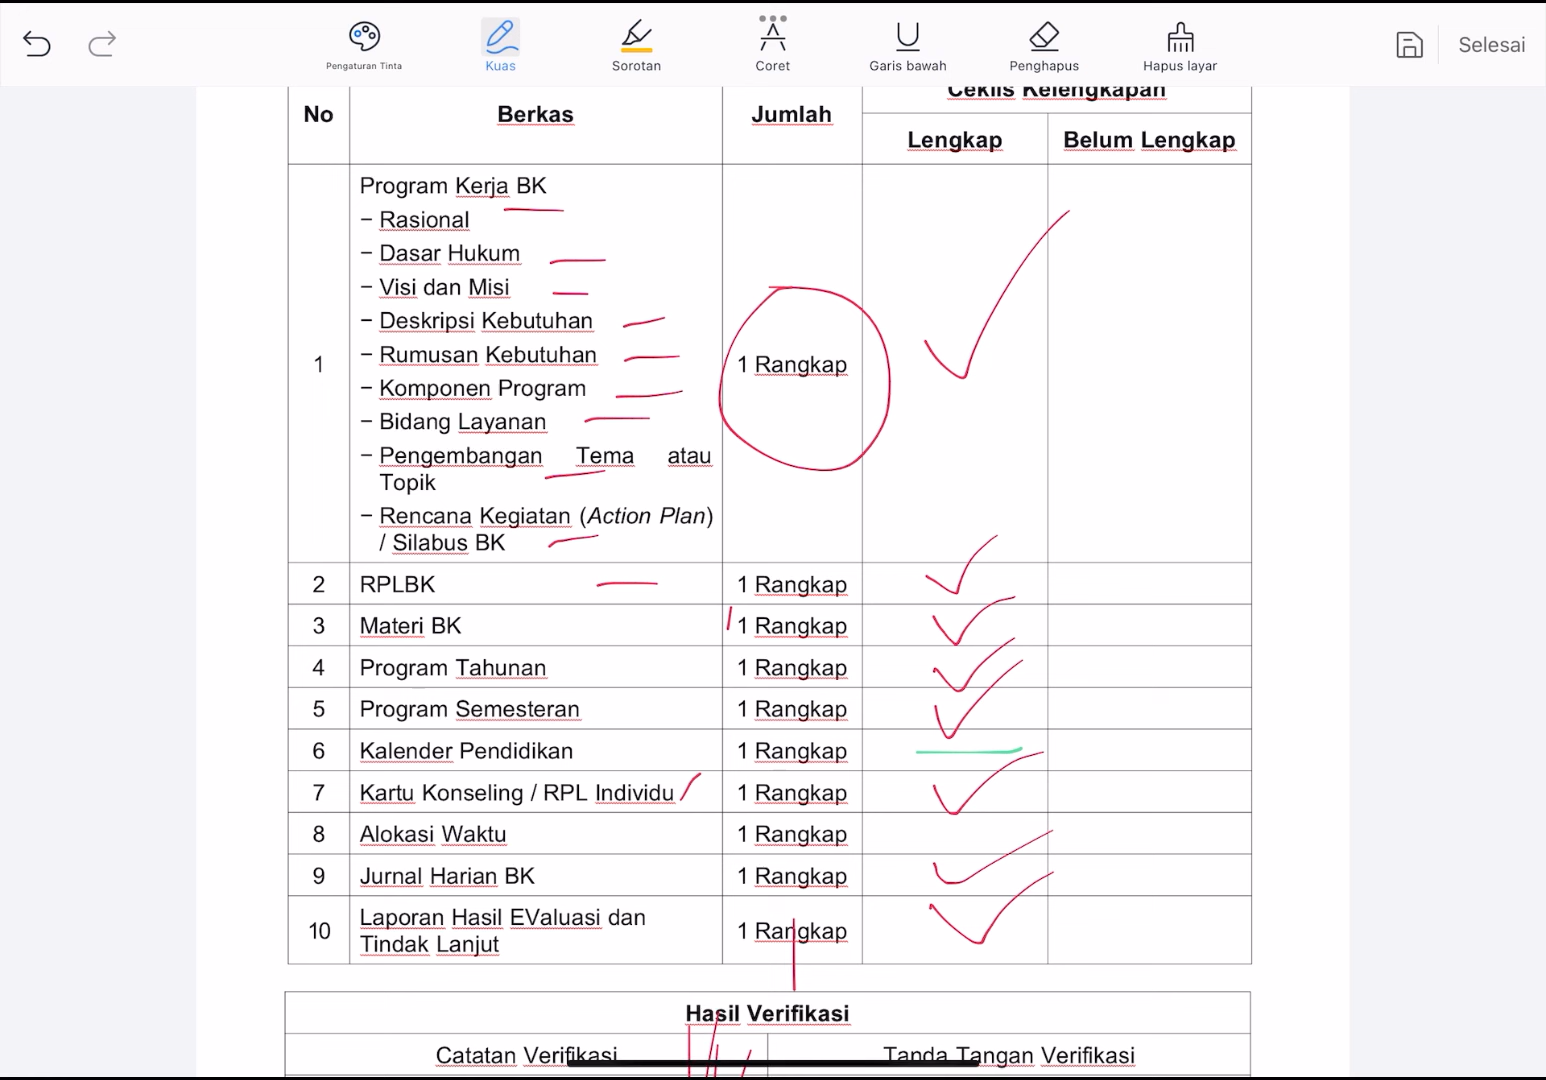 Pengaturan Tinta
Kuas
Sorotan
Coret
Garis bawah
Penghapus
Hapus layar
Selesai
No
Berkas
Jumlah
Ceklis Kelengkapan
Lengkap
Belum Lengkap
1
Program Kerja BK
– Rasional
– Dasar Hukum
– Visi dan Misi
– Deskripsi Kebutuhan
– Rumusan Kebutuhan
– Komponen Program
– Bidang Layanan
– Pengembangan Tema atau
Topik
– Rencana Kegiatan (Action Plan)
/ Silabus BK
1 Rangkap
2 RPLBK 1 Rangkap
3 Materi BK 1 Rangkap
4 Program Tahunan 1 Rangkap
5 Program Semesteran 1 Rangkap
6 Kalender Pendidikan 1 Rangkap
7 Kartu Konseling / RPL Individu 1 Rangkap
8 Alokasi Waktu 1 Rangkap
9 Jurnal Harian BK 1 Rangkap
10 Laporan Hasil EValuasi dan
Tindak Lanjut
1 Rangkap
Hasil Verifikasi
Catatan Verifikasi
Tanda Tangan Verifikasi